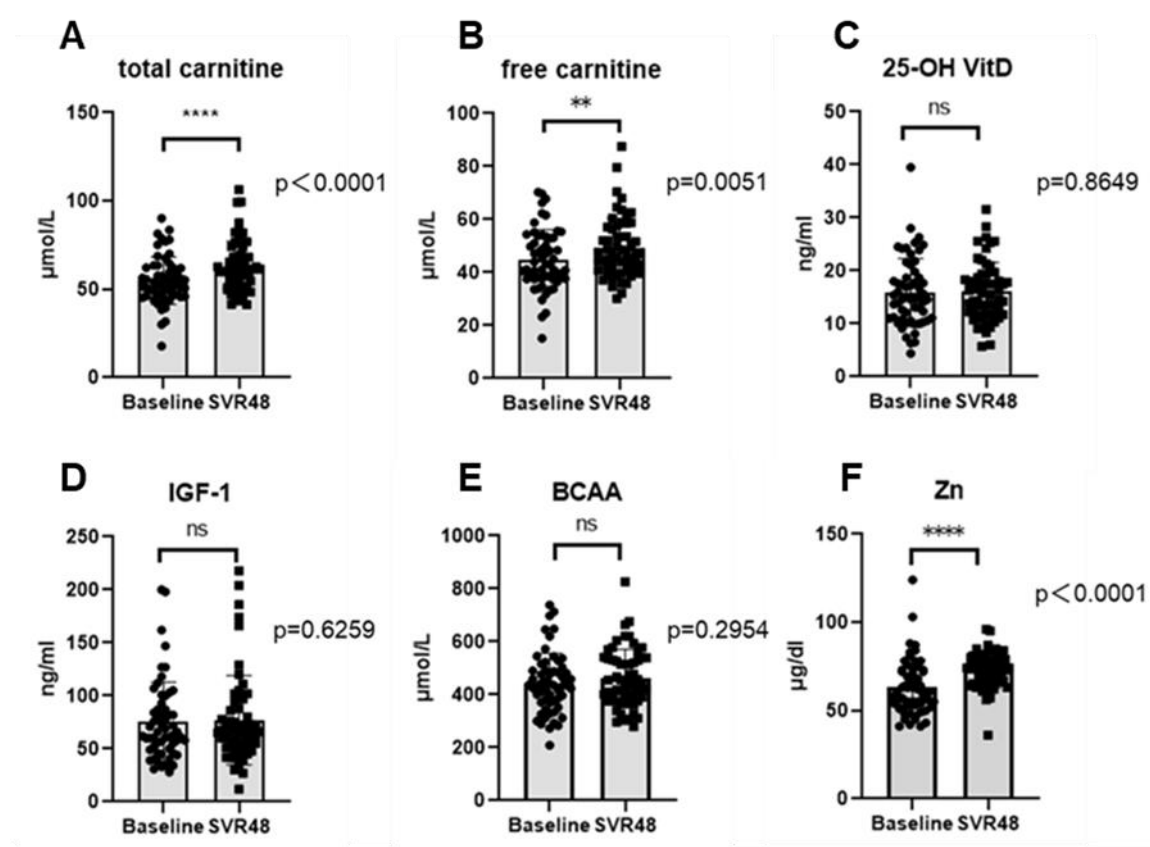 A
total carnitine
****
150
100
50
0
µmol/L
p<0.0001
Baseline SVR48
B
free carnitine
**
100
80
60
40
20
0
µmol/L
p=0.0051
Baseline SVR48
C
25-OH VitD
ns
50
40
30
20
10
0
ng/ml
p=0.8649
Baseline SVR48
D
IGF-1
ns
250
200
150
100
50
0
ng/ml
p=0.6259
Baseline SVR48
E
BCAA
ns
1000
800
600
400
200
0
µmol/L
p=0.2954
Baseline SVR48
F
Zn
****
150
100
50
0
µg/dl
p<0.0001
Baseline SVR48